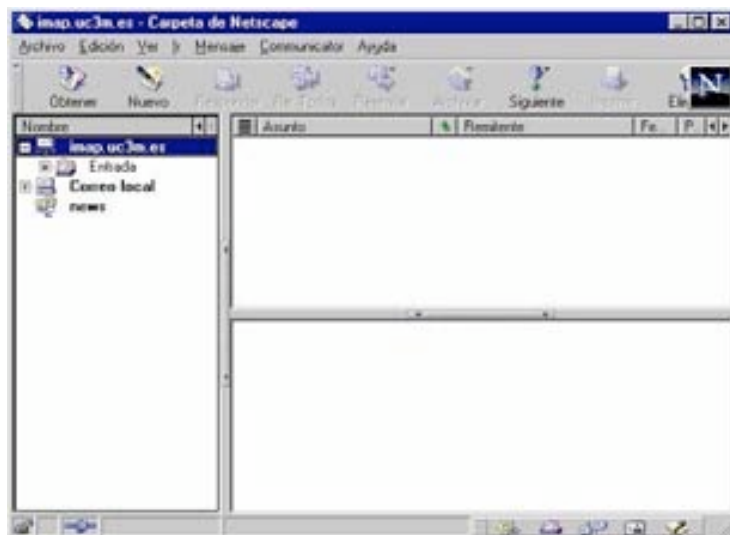 imap.uc3m.es - Carpeta de Netscape
Archivo Edición Ver Ir Mensaje Communicator Ayuda
Obtener Nuevo Siguiente
N
Nombre Asunto Remitente Fe... P...
imap.uc3m.es
Entrada
Correo local
news